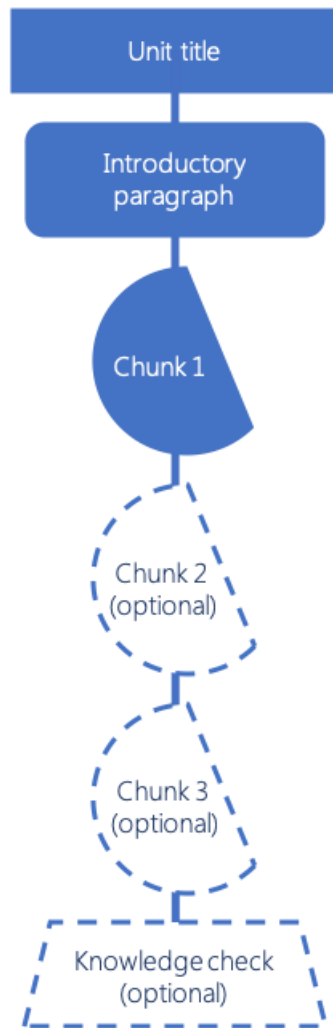 Unit title
Introductory
paragraph
Chunk 1
Chunk 2
(optional)
Chunk 3
(optional)
Knowledge check
(optional)